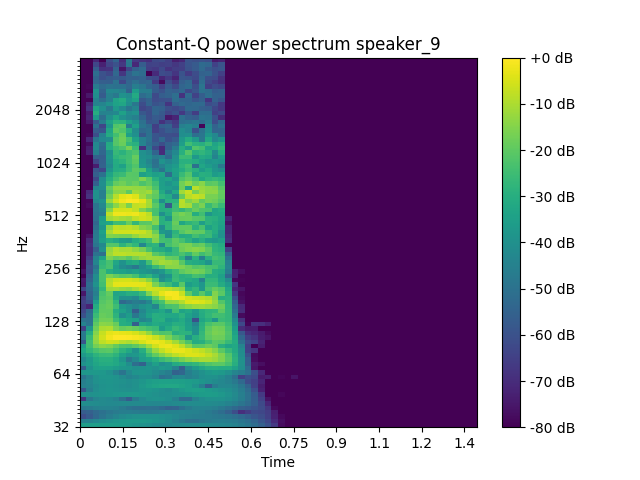 Constant-Q power spectrum speaker_9
Hz
2048
1024
512
256
128
64
32
0 0.15 0.3 0.45 0.6 0.75 0.9 1.1 1.2 1.4
Time
+0 dB
-10 dB
-20 dB
-30 dB
-40 dB
-50 dB
-60 dB
-70 dB
-80 dB